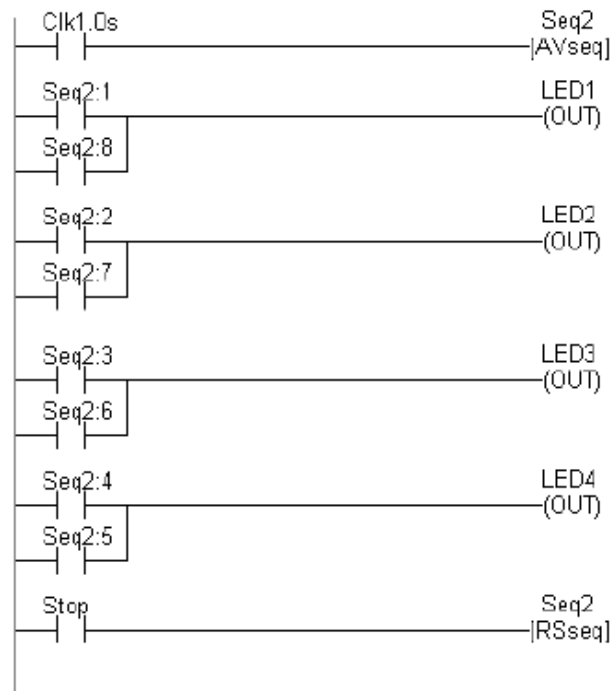 Clk1.0s Seq2
[AVseq]
Seq2:1 LED1
(OUT)
Seq2:8
Seq2:2 LED2
(OUT)
Seq2:7
Seq2:3 LED3
(OUT)
Seq2:6
Seq2:4 LED4
(OUT)
Seq2:5
Stop Seq2
[RSseq]